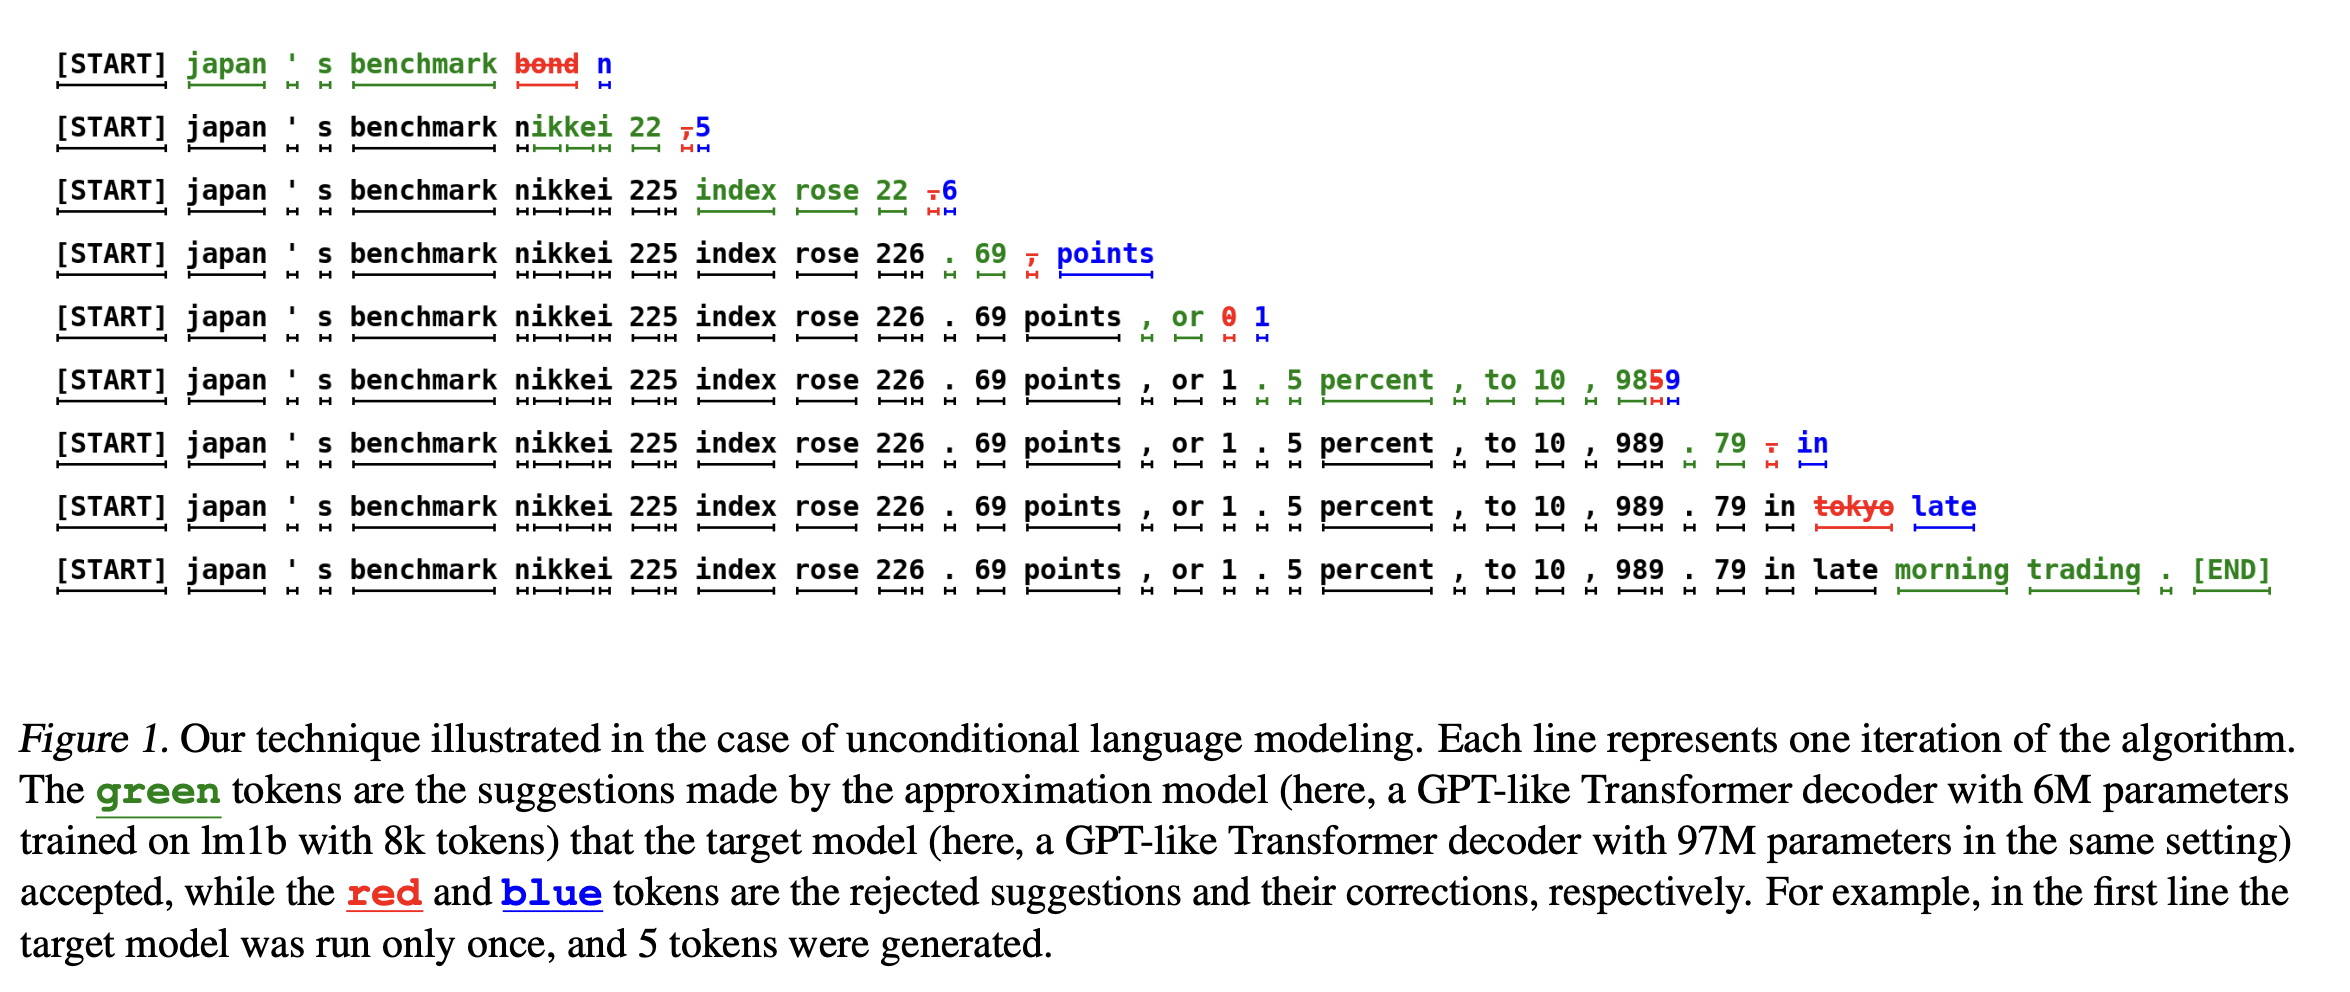 [START] japan ' s benchmark bond n
[START] japan ' s benchmark nikkei 22 ,5
[START] japan ' s benchmark nikkei 225 index rose 22 .6
[START] japan ' s benchmark nikkei 225 index rose 226 . 69 , points
[START] japan ' s benchmark nikkei 225 index rose 226 . 69 points , or 0 1
[START] japan ' s benchmark nikkei 225 index rose 226 . 69 points , or 1 . 5 percent , to 10 , 9859
[START] japan ' s benchmark nikkei 225 index rose 226 . 69 points , or 1 . 5 percent , to 10 , 989 . 79 . in
[START] japan ' s benchmark nikkei 225 index rose 226 . 69 points , or 1 . 5 percent , to 10 , 989 . 79 in tokyo late
[START] japan ' s benchmark nikkei 225 index rose 226 . 69 points , or 1 . 5 percent , to 10 , 989 . 79 in late morning trading . [END]
Figure 1. Our technique illustrated in the case of unconditional language modeling. Each line represents one iteration of the algorithm.
The green tokens are the suggestions made by the approximation model (here, a GPT-like Transformer decoder with 6M parameters
trained on lm1b with 8k tokens) that the target model (here, a GPT-like Transformer decoder with 97M parameters in the same setting)
accepted, while the red and blue tokens are the rejected suggestions and their corrections, respectively. For example, in the first line the
target model was run only once, and 5 tokens were generated.